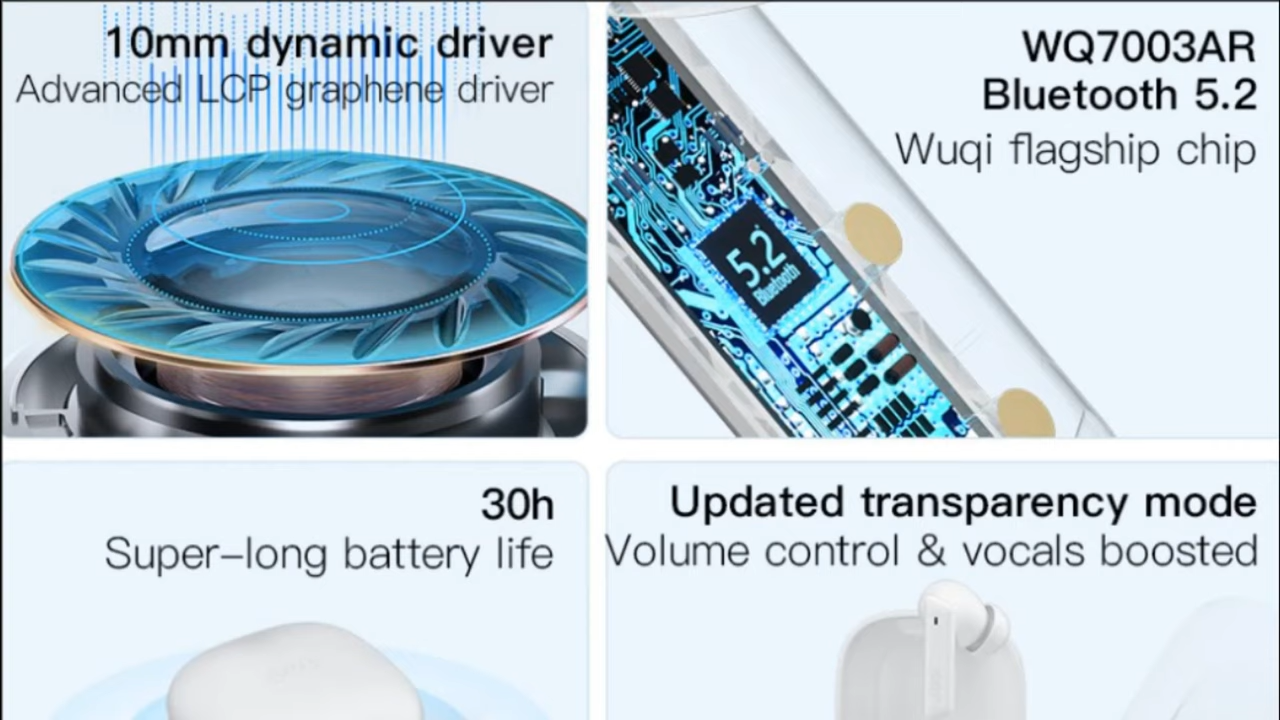 10mm dynamic driver
Advanced LCP graphene driver
WQ7003AR
Bluetooth 5.2
Wuqi flagship chip
5.2
Bluetooth
30h
Super-long battery life
Updated transparency mode
Volume control & vocals boosted